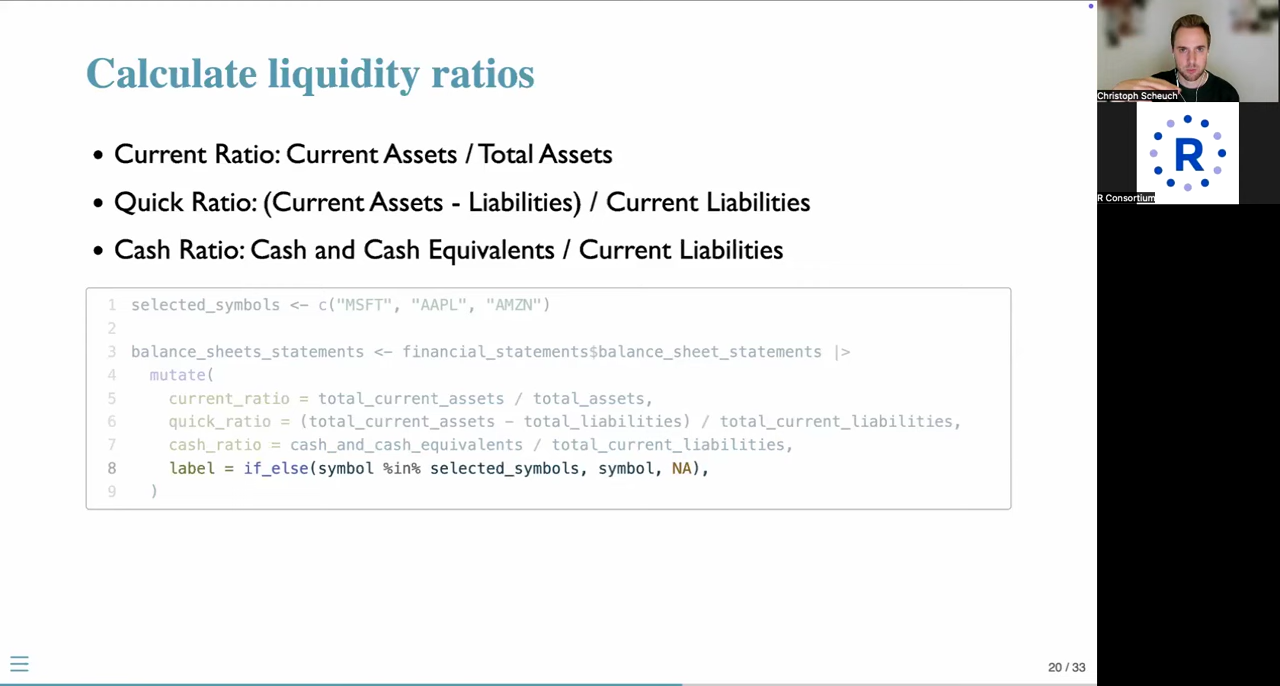 Calculate liquidity ratios
• Current Ratio: Current Assets / Total Assets
• Quick Ratio: (Current Assets - Liabilities) / Current Liabilities
• Cash Ratio: Cash and Cash Equivalents / Current Liabilities
1 selected_symbols <- c("MSFT", "AAPL", "AMZN")
2
3 balance_sheets_statements <- financial_statements$balance_sheet_statements |>
4 mutate(
5 current_ratio = total_current_assets / total_assets,
6 quick_ratio = (total_current_assets - total_liabilities) / total_current_liabilities,
7 cash_ratio = cash_and_cash_equivalents / total_current_liabilities,
8 label = if_else(symbol %in% selected_symbols, symbol, NA),
9 )
20 / 33
Christoph Scheuch
R
R Consortium